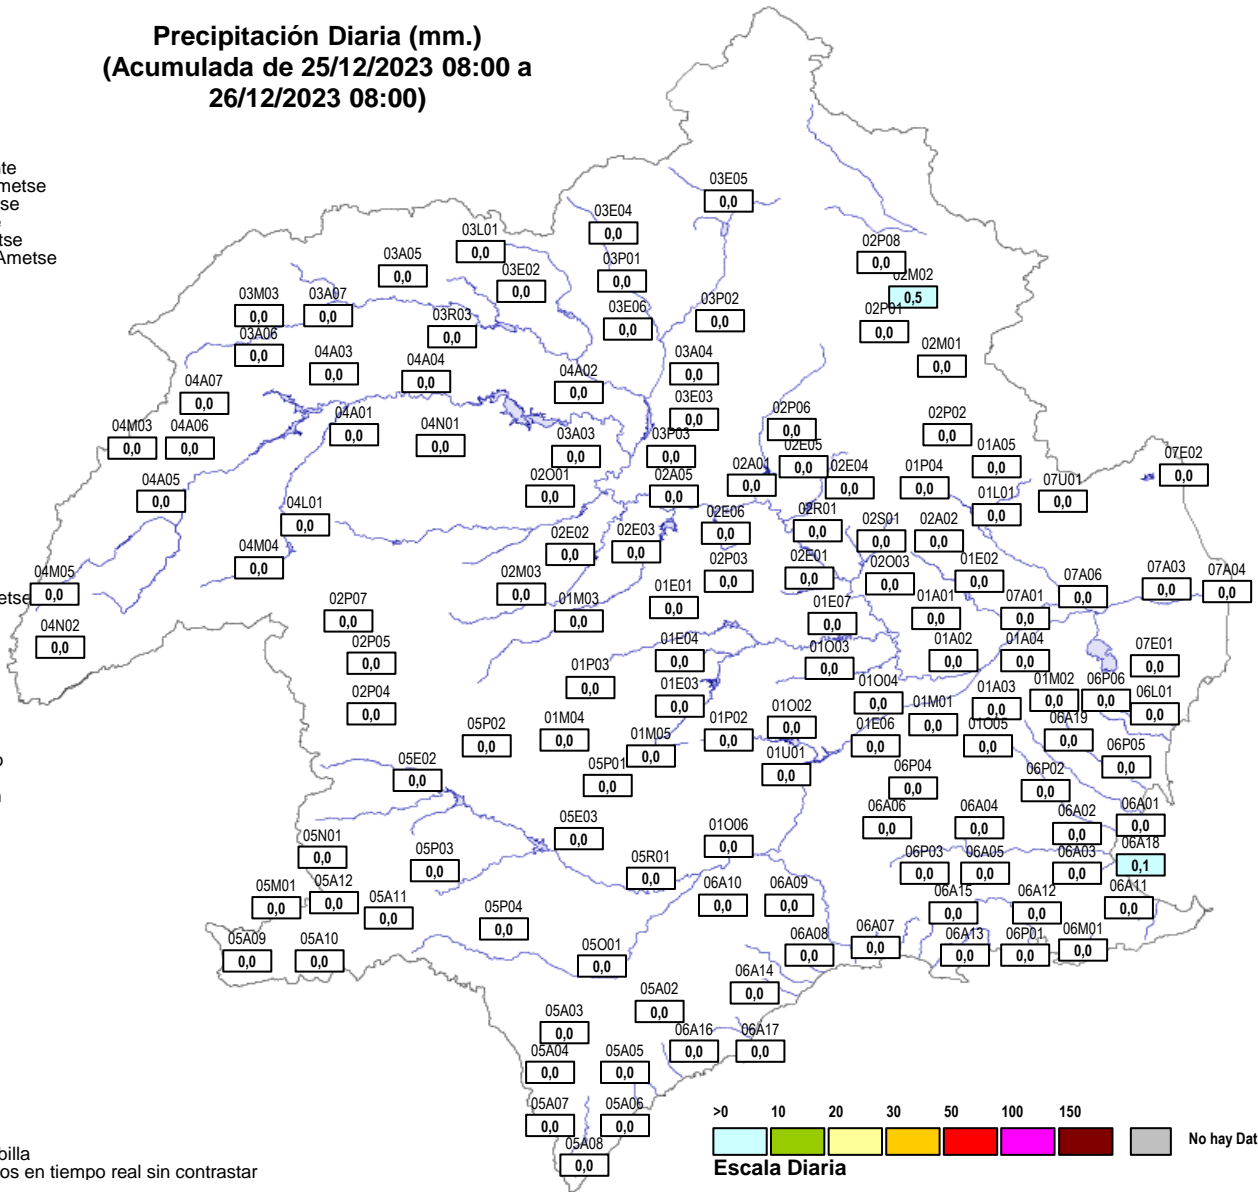 Precipitación Diaria (mm.)
(Acumulada de 25/12/2023 08:00 a
26/12/2023 08:00)
03E05
0,0
03E04
0,0
03L01
0,0
02P08
0,0
03A05
0,0
03P01
0,0
03E02
0,0
02M02
0,5
03M03
0,0
03A07
0,0
03P02
0,0
03E06
0,0
02P01
0,0
03R03
0,0
03A06
0,0
02M01
0,0
04A03
0,0
04A04
0,0
03A04
0,0
04A02
0,0
04A07
0,0
03E03
0,0
04A01
0,0
02P06
0,0
02P02
0,0
04M03
0,0
04A06
0,0
04N01
0,0
03A03
0,0
03P03
0,0
02E05
0,0
01A05
0,0
07E02
0,0
02A01
0,0
02E04
0,0
01P04
0,0
04A05
0,0
02O01
0,0
02A05
0,0
07U01
0,0
01L01
0,0
04L01
0,0
02E06
0,0
02R01
0,0
02S01
0,0
02A02
0,0
02E02
0,0
02E03
0,0
04M04
0,0
02P03
0,0
02E01
0,0
02O03
0,0
01E02
0,0
04M05
0,0
02M03
0,0
07A06
0,0
07A03
0,0
07A04
0,0
etse
01M03
0,0
01E01
0,0
02P07
0,0
01E07
0,0
01A01
0,0
07A01
0,0
04N02
0,0
02P05
0,0
01E04
0,0
01O03
0,0
01A02
0,0
01A04
0,0
07E01
0,0
01P03
0,0
02P04
0,0
01E03
0,0
01O04
0,0
01A03
0,0
01M02
0,0
06P06
0,0
06L01
0,0
05P02
0,0
01M04
0,0
01M05
0,0
01P02
0,0
01O02
0,0
01E06
0,0
01M01
0,0
01O05
0,0
06A19
0,0
05E02
0,0
05P01
0,0
01U01
0,0
06P04
0,0
06P02
0,0
06P05
0,0
05E03
0,0
01O06
0,0
06A06
0,0
06A04
0,0
06A02
0,0
06A01
0,0
05N01
0,0
05P03
0,0
05R01
0,0
06P03
0,0
06A05
0,0
06A03
0,0
06A18
0,1
05M01
0,0
05A12
0,0
05A11
0,0
06A10
0,0
06A09
0,0
06A15
0,0
06A12
0,0
06A11
0,0
05P04
0,0
05A09
0,0
05A10
0,0
05O01
0,0
06A08
0,0
06A07
0,0
06A13
0,0
06P01
0,0
06M01
0,0
06A14
0,0
05A02
0,0
05A03
0,0
06A16
0,0
06A17
0,0
05A04
0,0
05A05
0,0
05A07
0,0
05A06
0,0
05A08
0,0
>0 10 20 30 50 100 150
No hay Dat
Escala Diaria
te
metse
se
tse
Ametse
billa
os en tiempo real sin contrastar